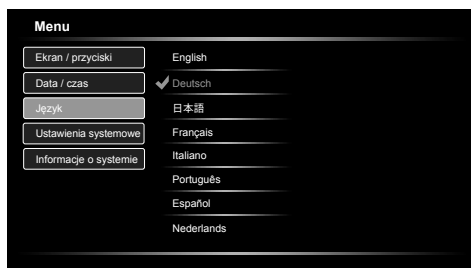 Menu
Ekran / przyciski
Data / czas
Język
Ustawienia systemowe
Informacje o systemie
English
Deutsch
日本語
Français
Italiano
Português
Español
Nederlands